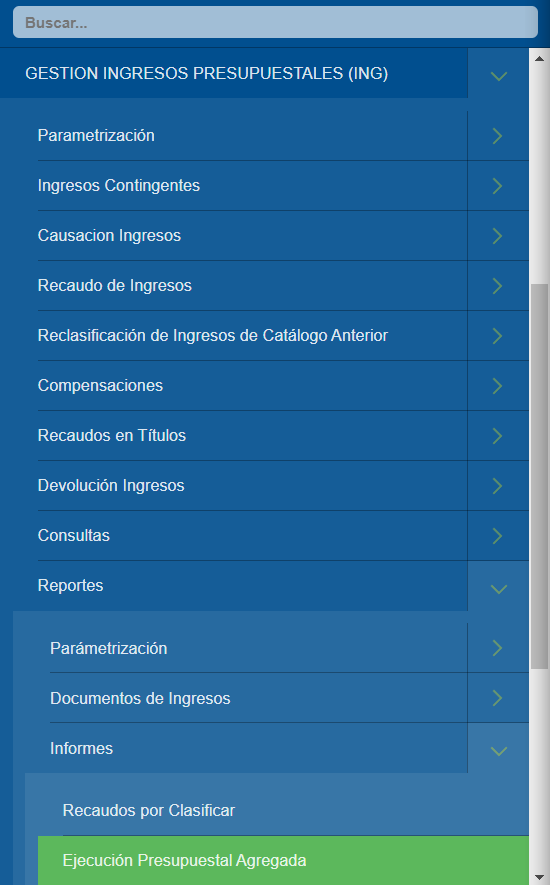 Buscar...
GESTION INGRESOS PRESUPUESTALES (ING)
Parametrización
Ingresos Contingentes
Causacion Ingresos
Recaudo de Ingresos
Reclasificación de Ingresos de Catálogo Anterior
Compensaciones
Recaudos en Títulos
Devolución Ingresos
Consultas
Reportes
Parámetrización
Documentos de Ingresos
Informes
Recaudos por Clasificar
Ejecución Presupuestal Agregada